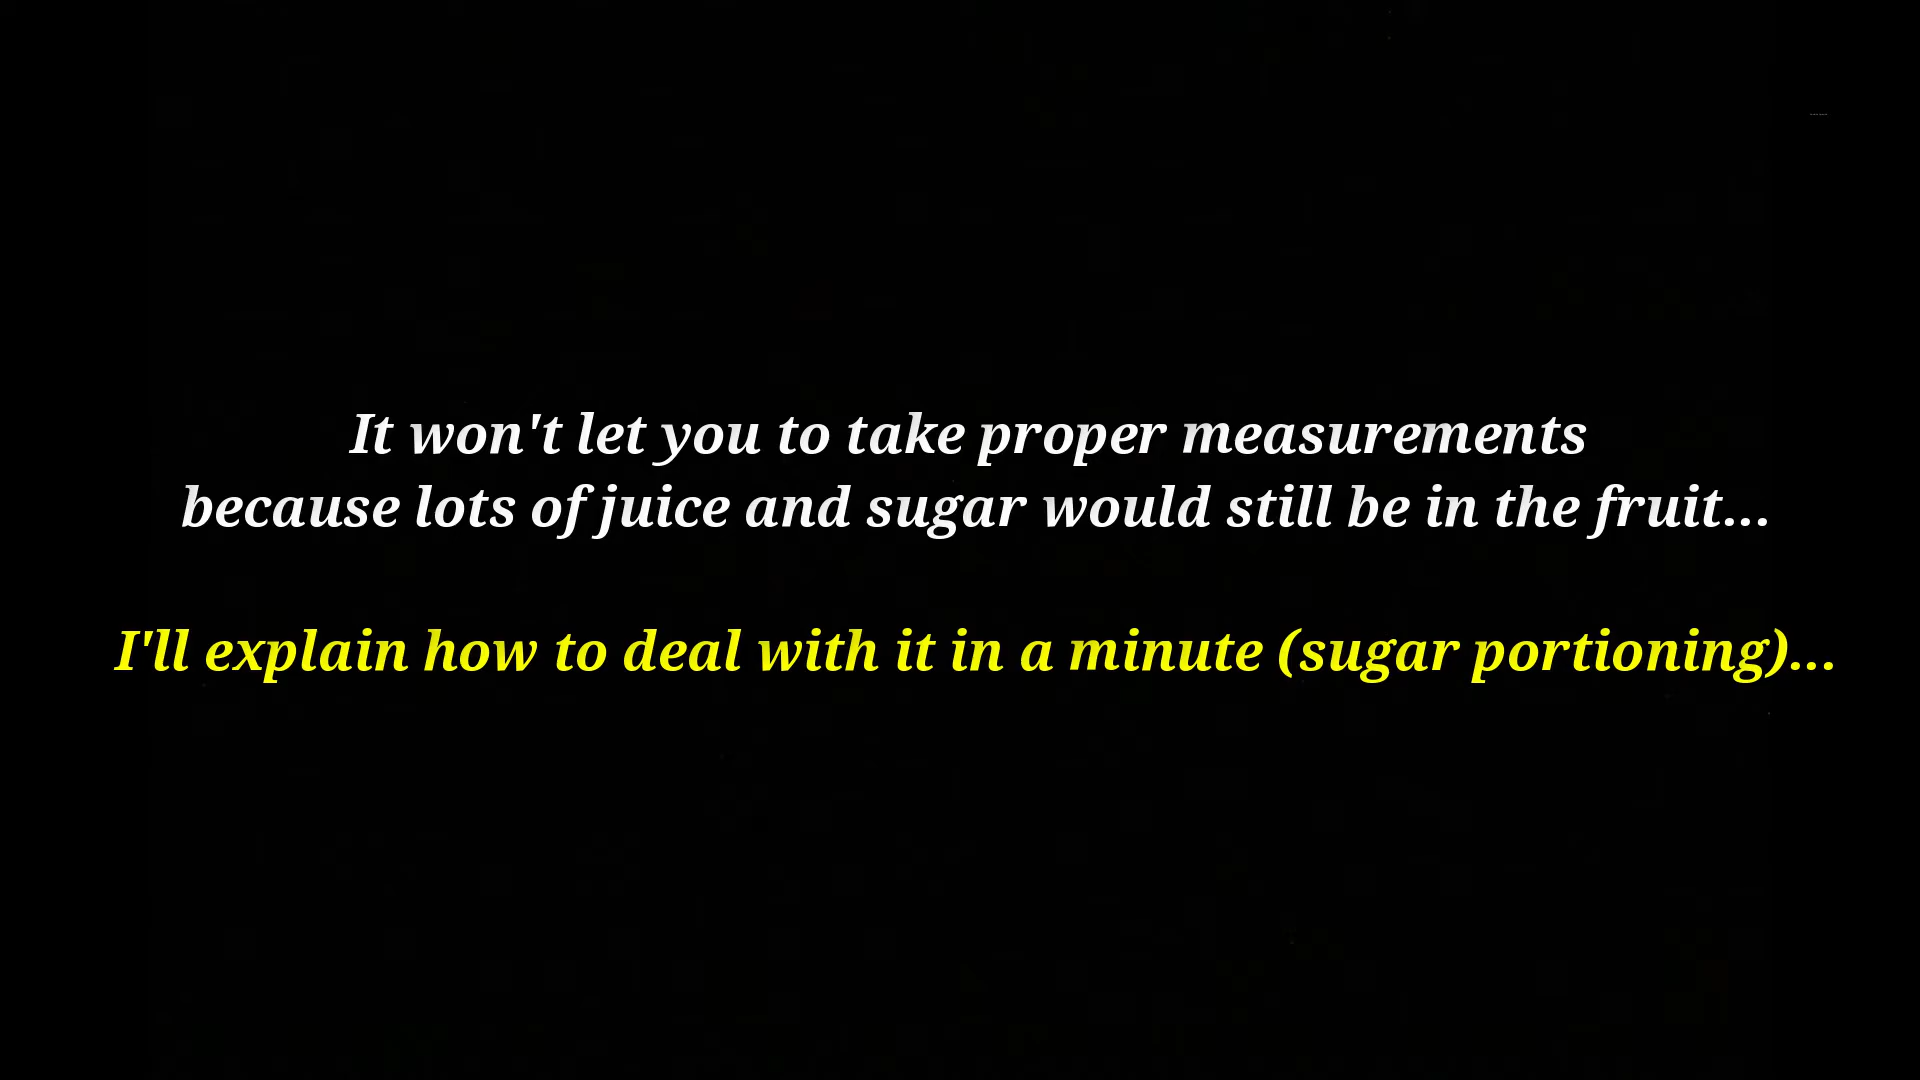 It won't let you to take proper measurements
because lots of juice and sugar would still be in the fruit...
I'll explain how to deal with it in a minute (sugar portioning)...